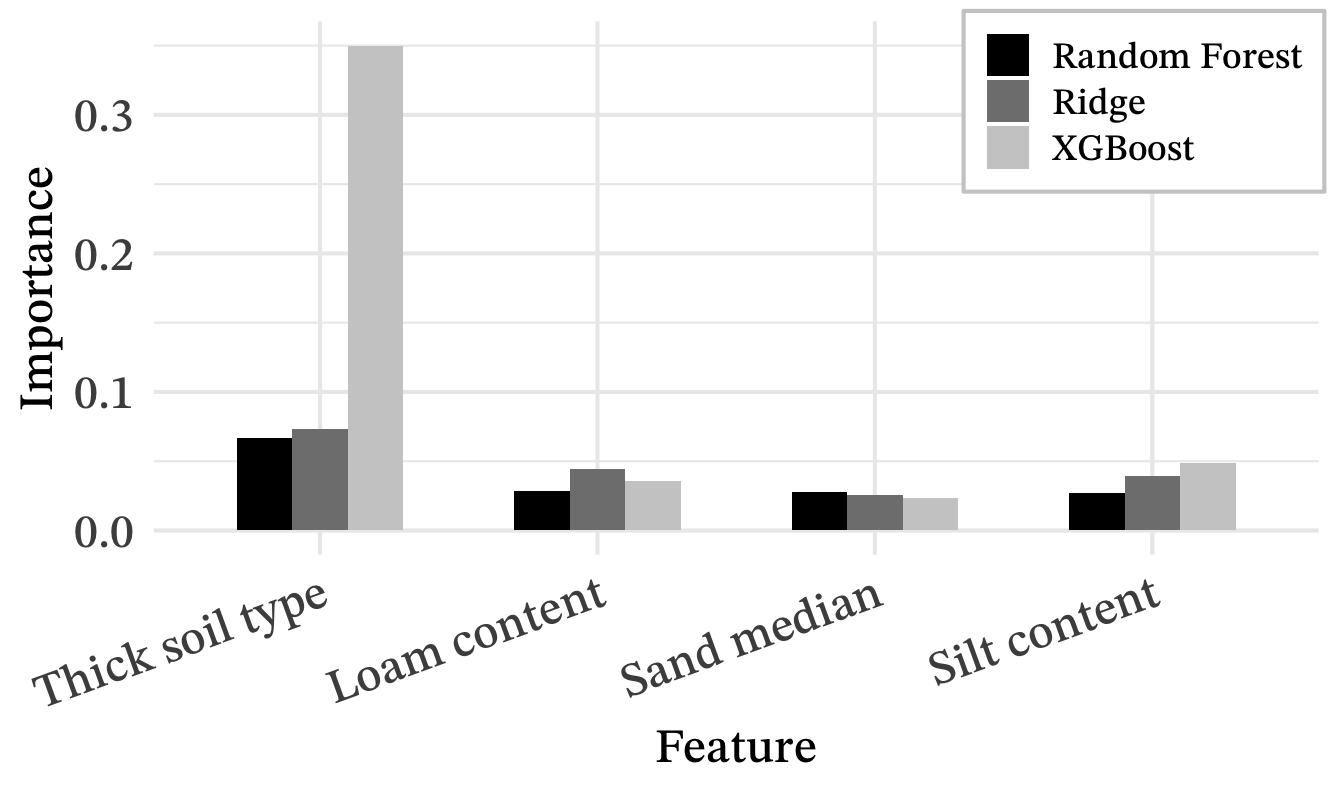 Random Forest
Ridge
XGBoost
Importance
0.3
0.2
0.1
0.0
Thick soil type
Loam content
Sand median
Silt content
Feature